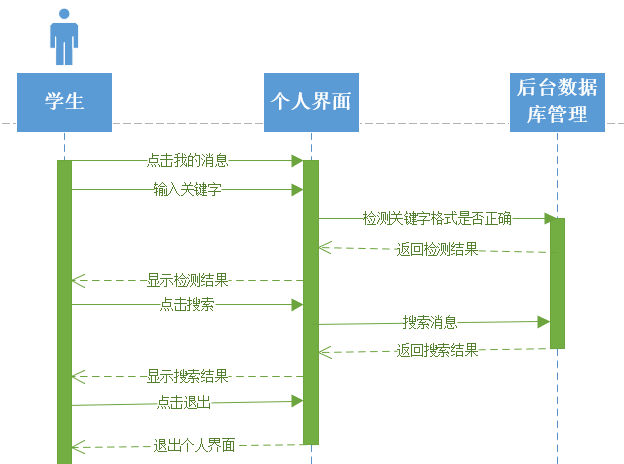 学生
个人界面
后台数据
库管理
点击我的消息
输入关键字
检测关键字格式是否正确
返回检测结果
显示检测结果
点击搜索
搜索消息
返回搜索结果
显示搜索结果
点击退出
退出个人界面